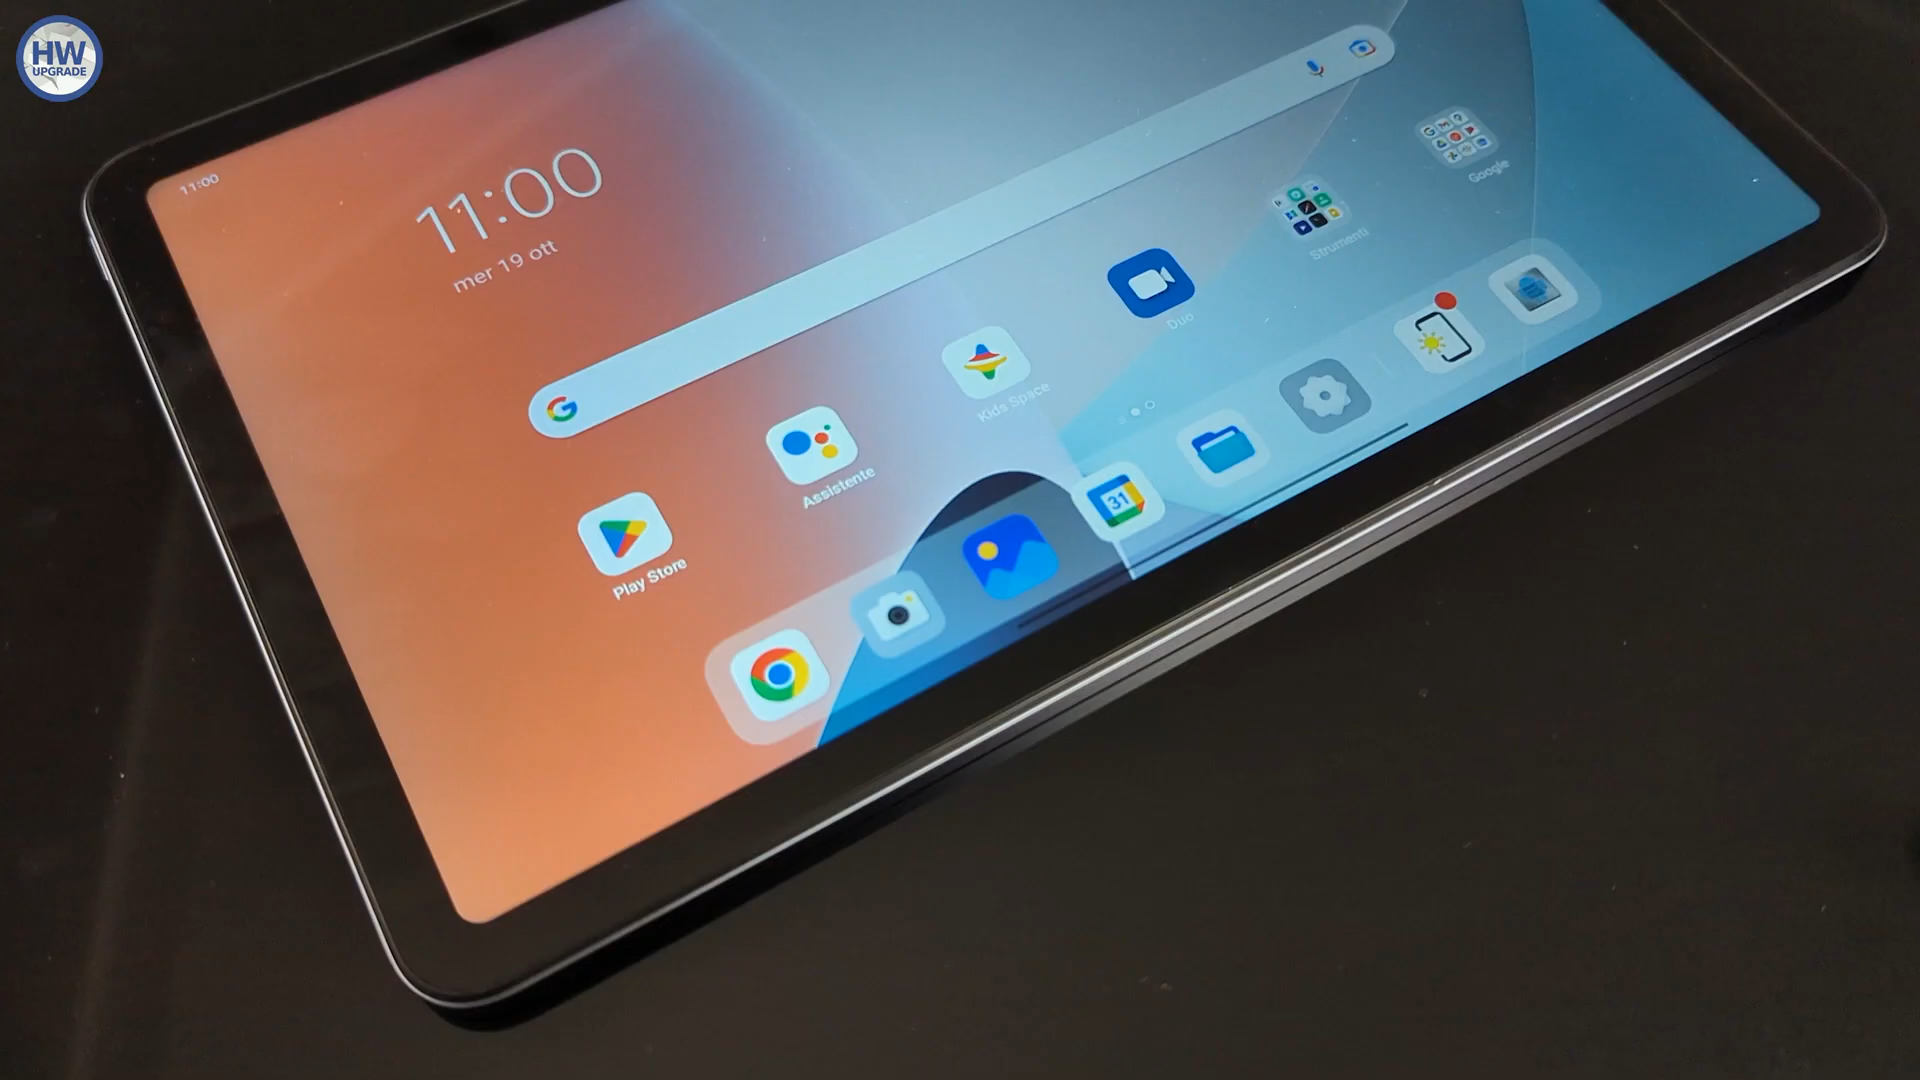 HW
UPGRADE
11:00
11:00
mer 19 ott
Google
Strumenti
Duo
Kids Space
Assistente
Play Store
31